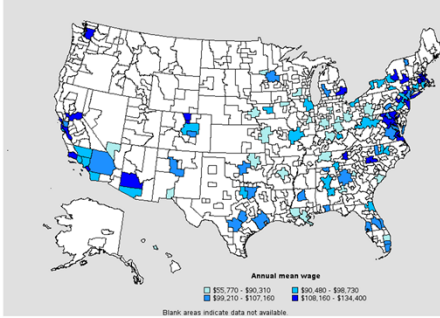 Annual mean wage
$55,770 - $90,310 $90,480 - $98,730
$99,210 - $107,160 $108,160 - $134,400
Blank areas indicate data not available.